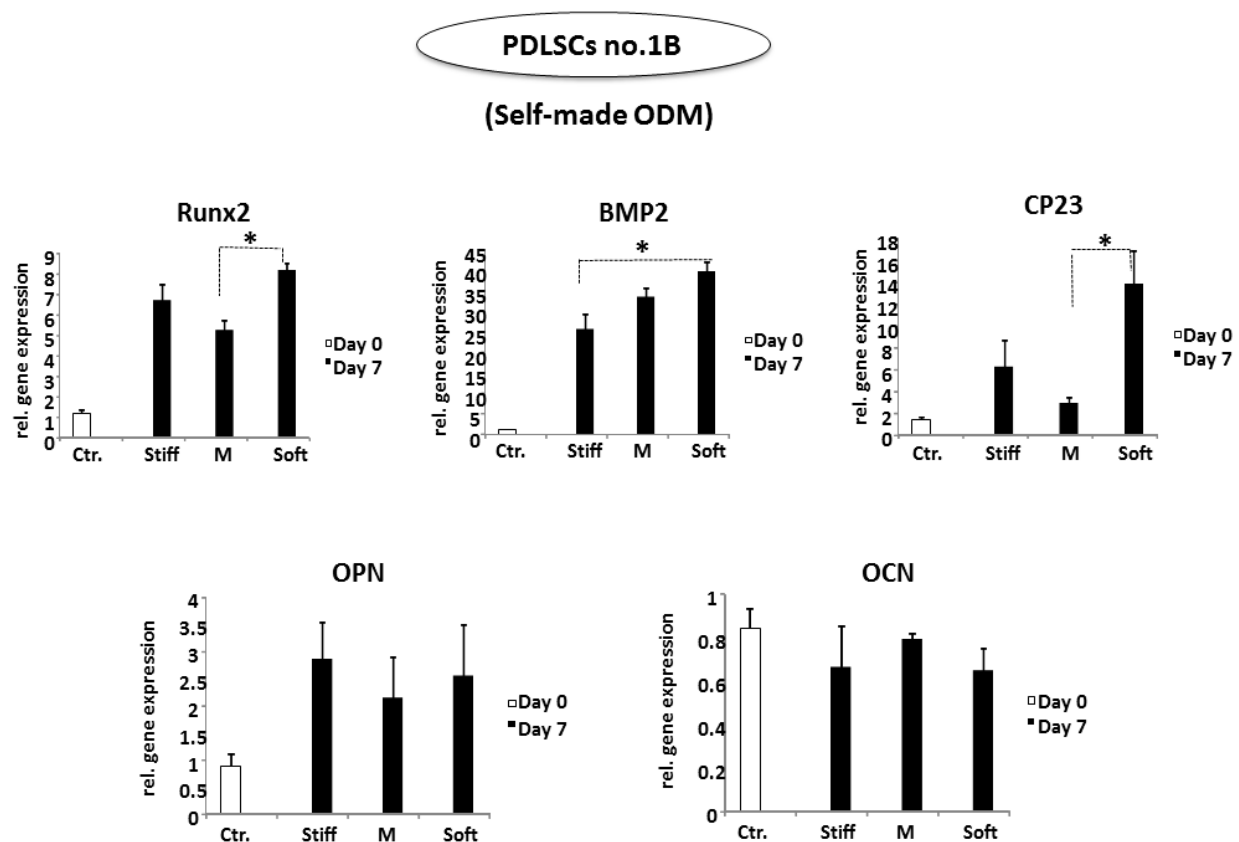 PDLSCs no.1B
(Self-made ODM)
Runx2
*
rel. gene expression
9
8
7
6
5
4
3
2
1
0
Ctr.
Stiff
M
Soft
Day 0
Day 7
BMP2
*
rel. gene expression
45
40
35
30
25
20
15
10
5
0
Ctr.
Stiff
M
Soft
Day 0
Day 7
CP23
*
rel. gene expression
18
16
14
12
10
8
6
4
2
0
Ctr.
Stiff
M
Soft
Day 0
Day 7
OPN
rel. gene expression
4
3.5
3
2.5
2
1.5
1
0.5
0
Ctr.
Stiff
M
Soft
Day 0
Day 7
OCN
rel. gene expression
1
0.8
0.6
0.4
0.2
0
Ctr.
Stiff
M
Soft
Day 0
Day 7